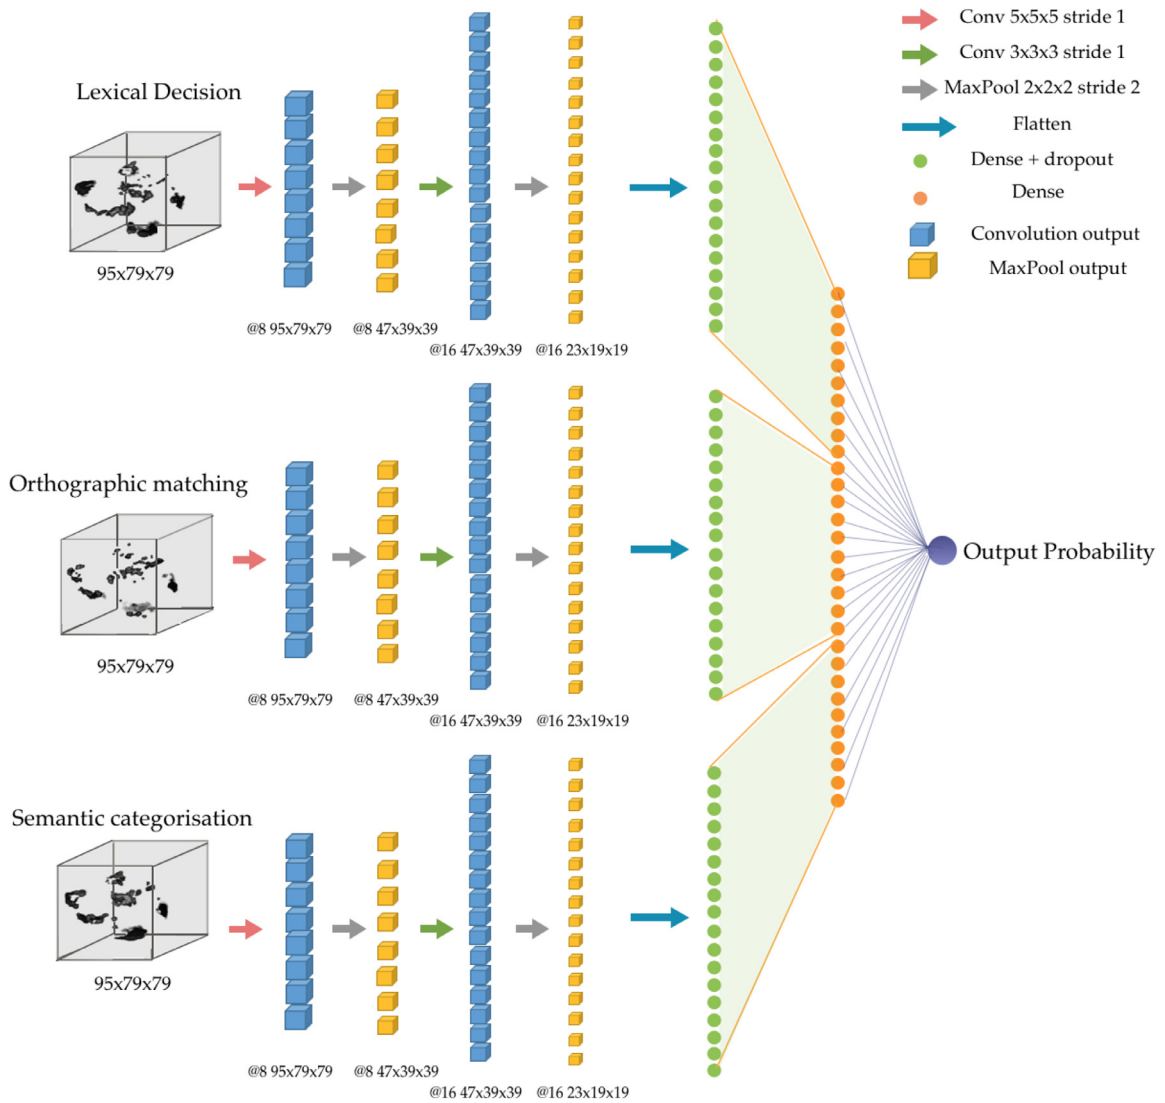 Conv 5x5x5 stride 1
Conv 3x3x3 stride 1
MaxPool 2x2x2 stride 2
Flatten
Dense + dropout
Dense
Convolution output
MaxPool output
Lexical Decision
95x79x79
@8 95x79x79
@8 47x39x39
@16 47x39x39
@16 23x19x19
Orthographic matching
95x79x79
@8 95x79x79
@8 47x39x39
@16 47x39x39
@16 23x19x19
Output Probability
Semantic categorisation
95x79x79
@8 95x79x79
@8 47x39x39
@16 47x39x39
@16 23x19x19